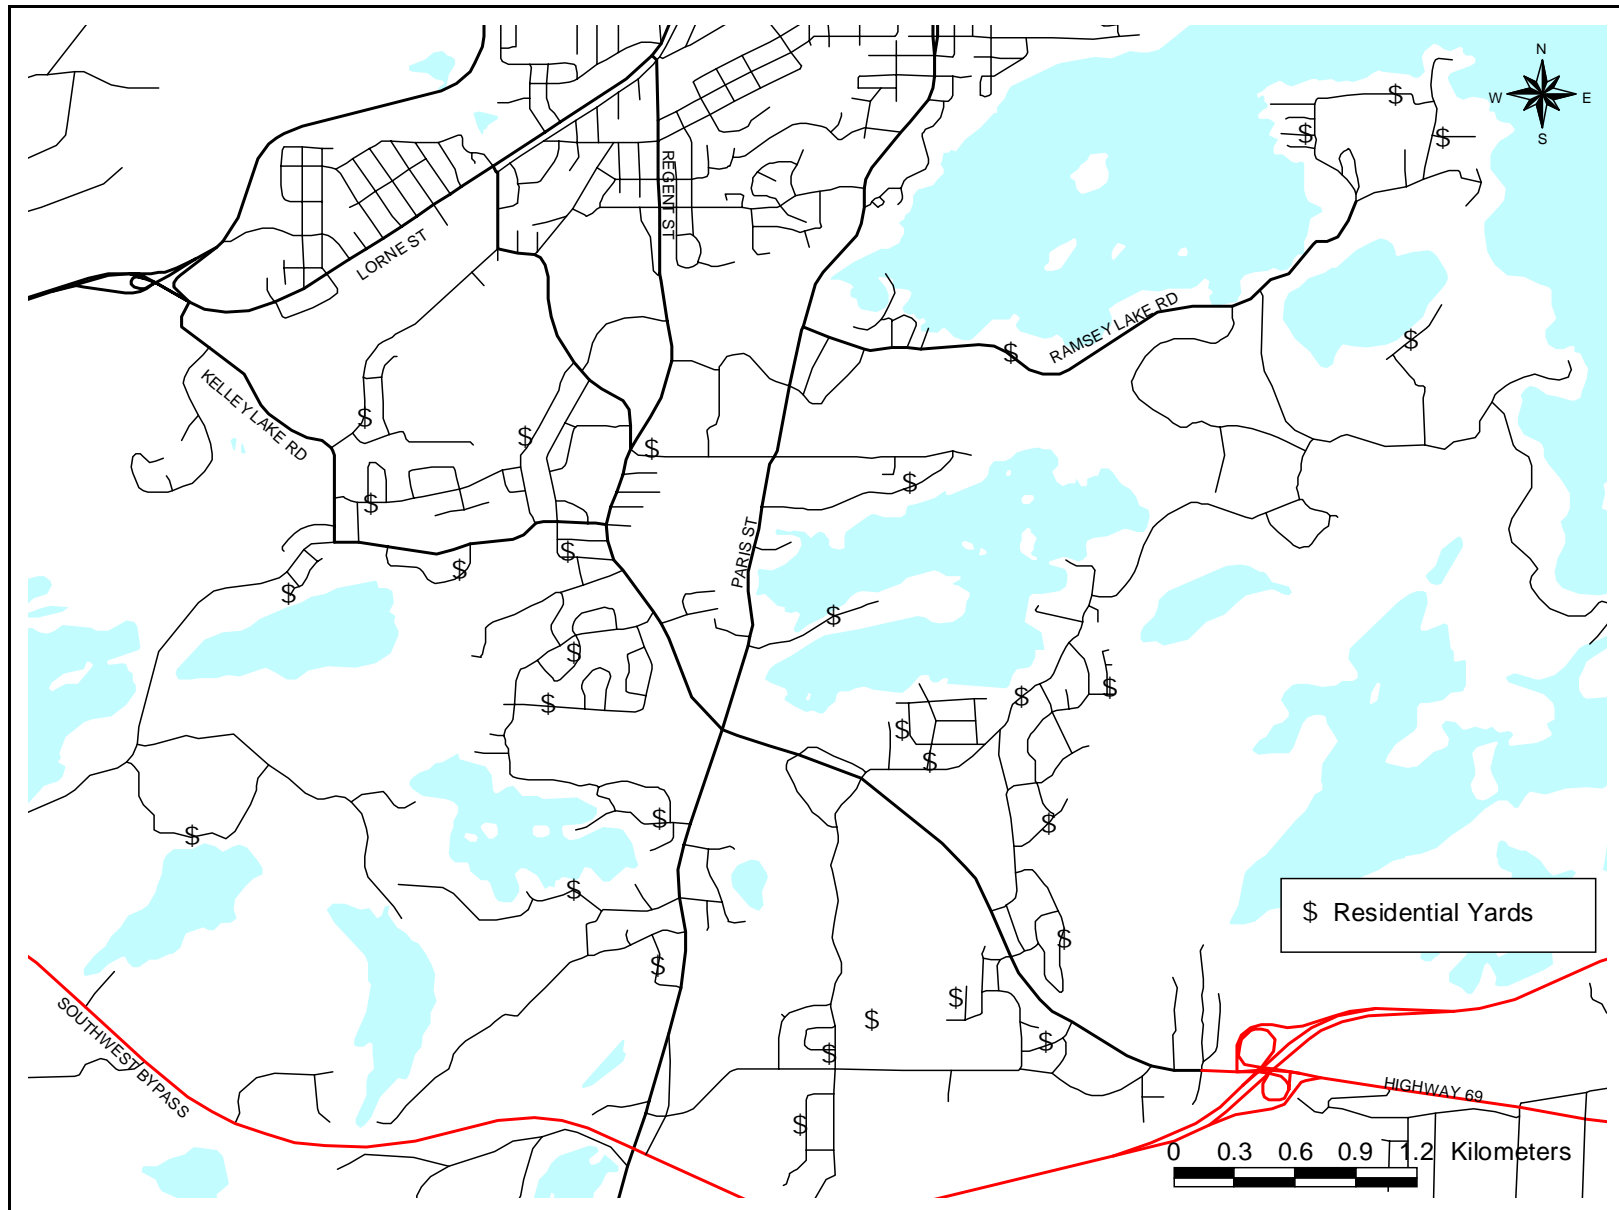 N
W E
S
REGENT ST
LORNE ST
RAMSEY LAKE RD
KELLEY LAKE RD
PARIS ST
$ Residential Yards
SOUTHWEST BYPASS
HIGHWAY 69
0 0.3 0.6 0.9 1.2 Kilometers